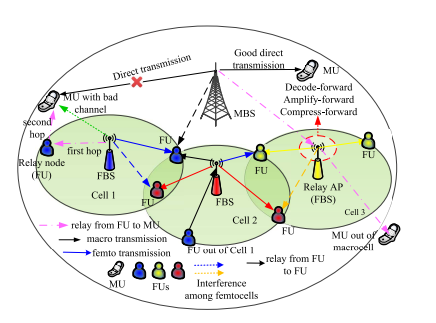 Direct transmission
Good direct
transmission
MU
Decode-forward
Amplify-forward
Compress-forward
MU with bad
channel
MBS
second
hop
first hop
Relay node
(FU)
FBS
Cell 1
FU
FU
FU
FU
Relay AP
(FBS)
FU
FBS
Cell 2
FU
Cell 3
MU out of
macrocell
FU out of Cell 1
relay from FU to MU
macro transmission
femto transmission
MU
FUs
Interference
among femtocells
relay from FU
to FU